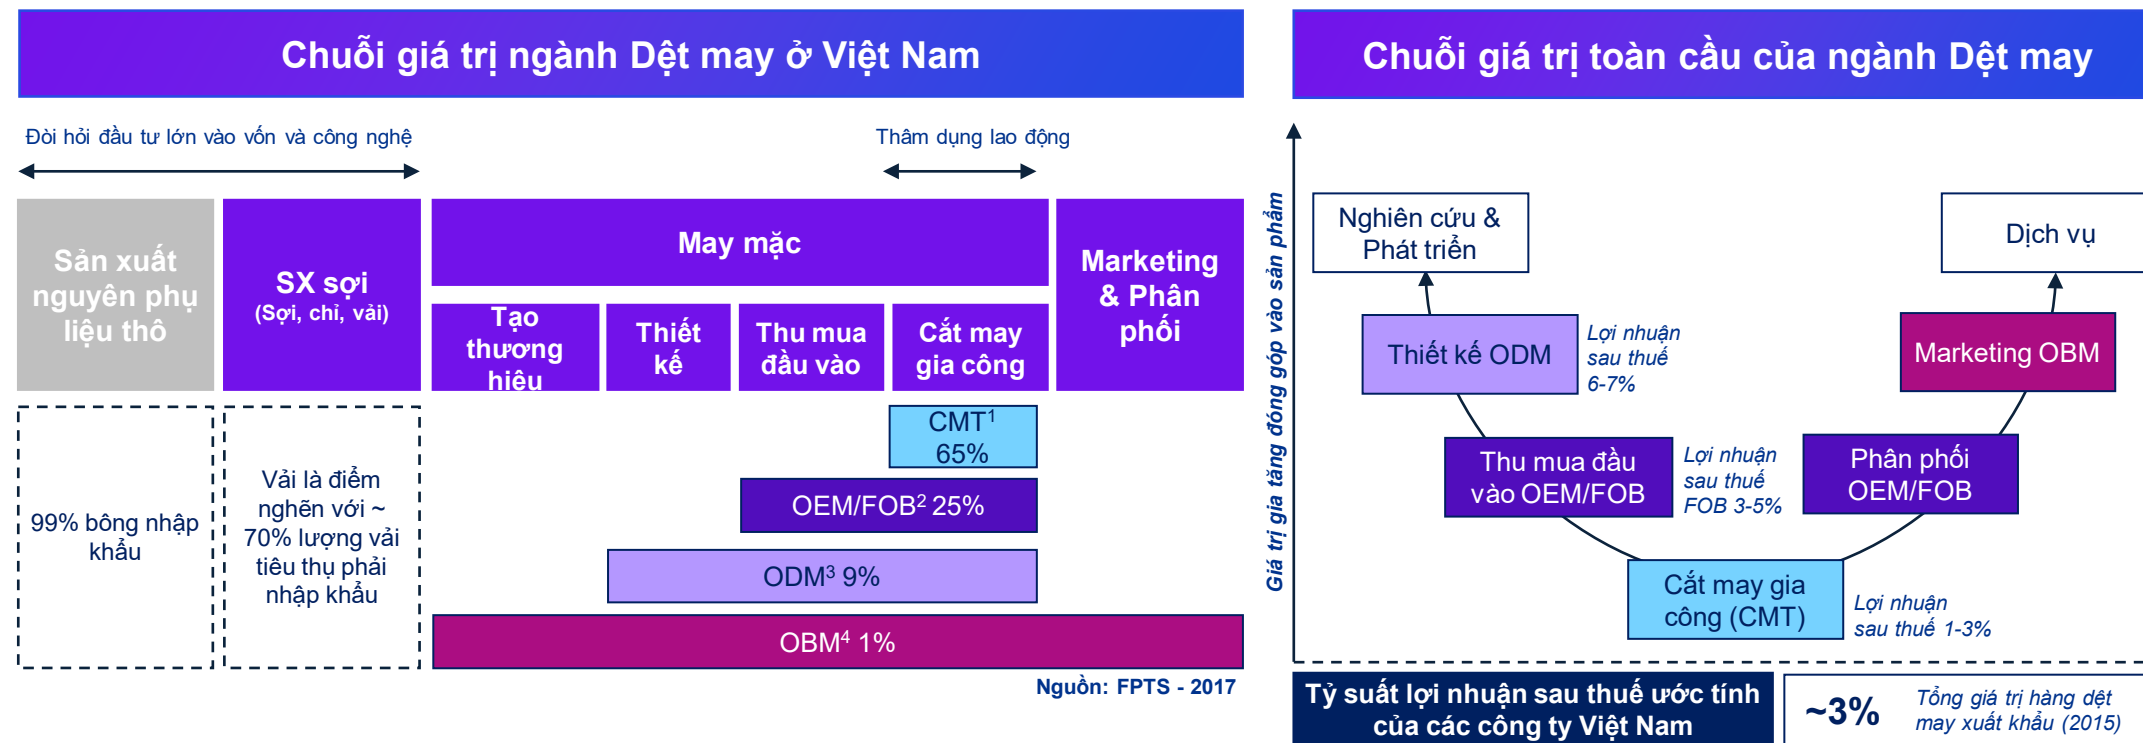 Chuỗi giá trị ngành Dệt may ở Việt Nam
Đòi hỏi đầu tư lớn vào vốn và công nghệ
Thâm dụng lao động
Sản xuất
nguyên phụ
liệu thô
SX sợi
(Sợi, chỉ, vải)
May mặc
Marketing
& Phân
phối
Tạo
thương
hiệu
Thiết
kế
Thu mua
đầu vào
Cắt may
gia công
99% bông nhập
khẩu
Vải là điểm
nghẽn với ~
70% lượng vải
tiêu thụ phải
nhập khẩu
CMT¹
65%
OEM/FOB² 25%
ODM³ 9%
OBM⁴ 1%
Nguồn: FPTS - 2017
Chuỗi giá trị toàn cầu của ngành Dệt may
Giá trị gia tăng đóng góp vào sản phẩm
Nghiên cứu &
Phát triển
Dịch vụ
Thiết kế ODM
Lợi nhuận
sau thuế
6-7%
Marketing OBM
Thu mua đầu
vào OEM/FOB
Lợi nhuận
sau thuế
FOB 3-5%
Phân phối
OEM/FOB
Cắt may gia
công (CMT)
Lợi nhuận
sau thuế 1-3%
Tỷ suất lợi nhuận sau thuế ước tính
của các công ty Việt Nam
~3%
Tổng giá trị hàng dệt
may xuất khẩu (2015)